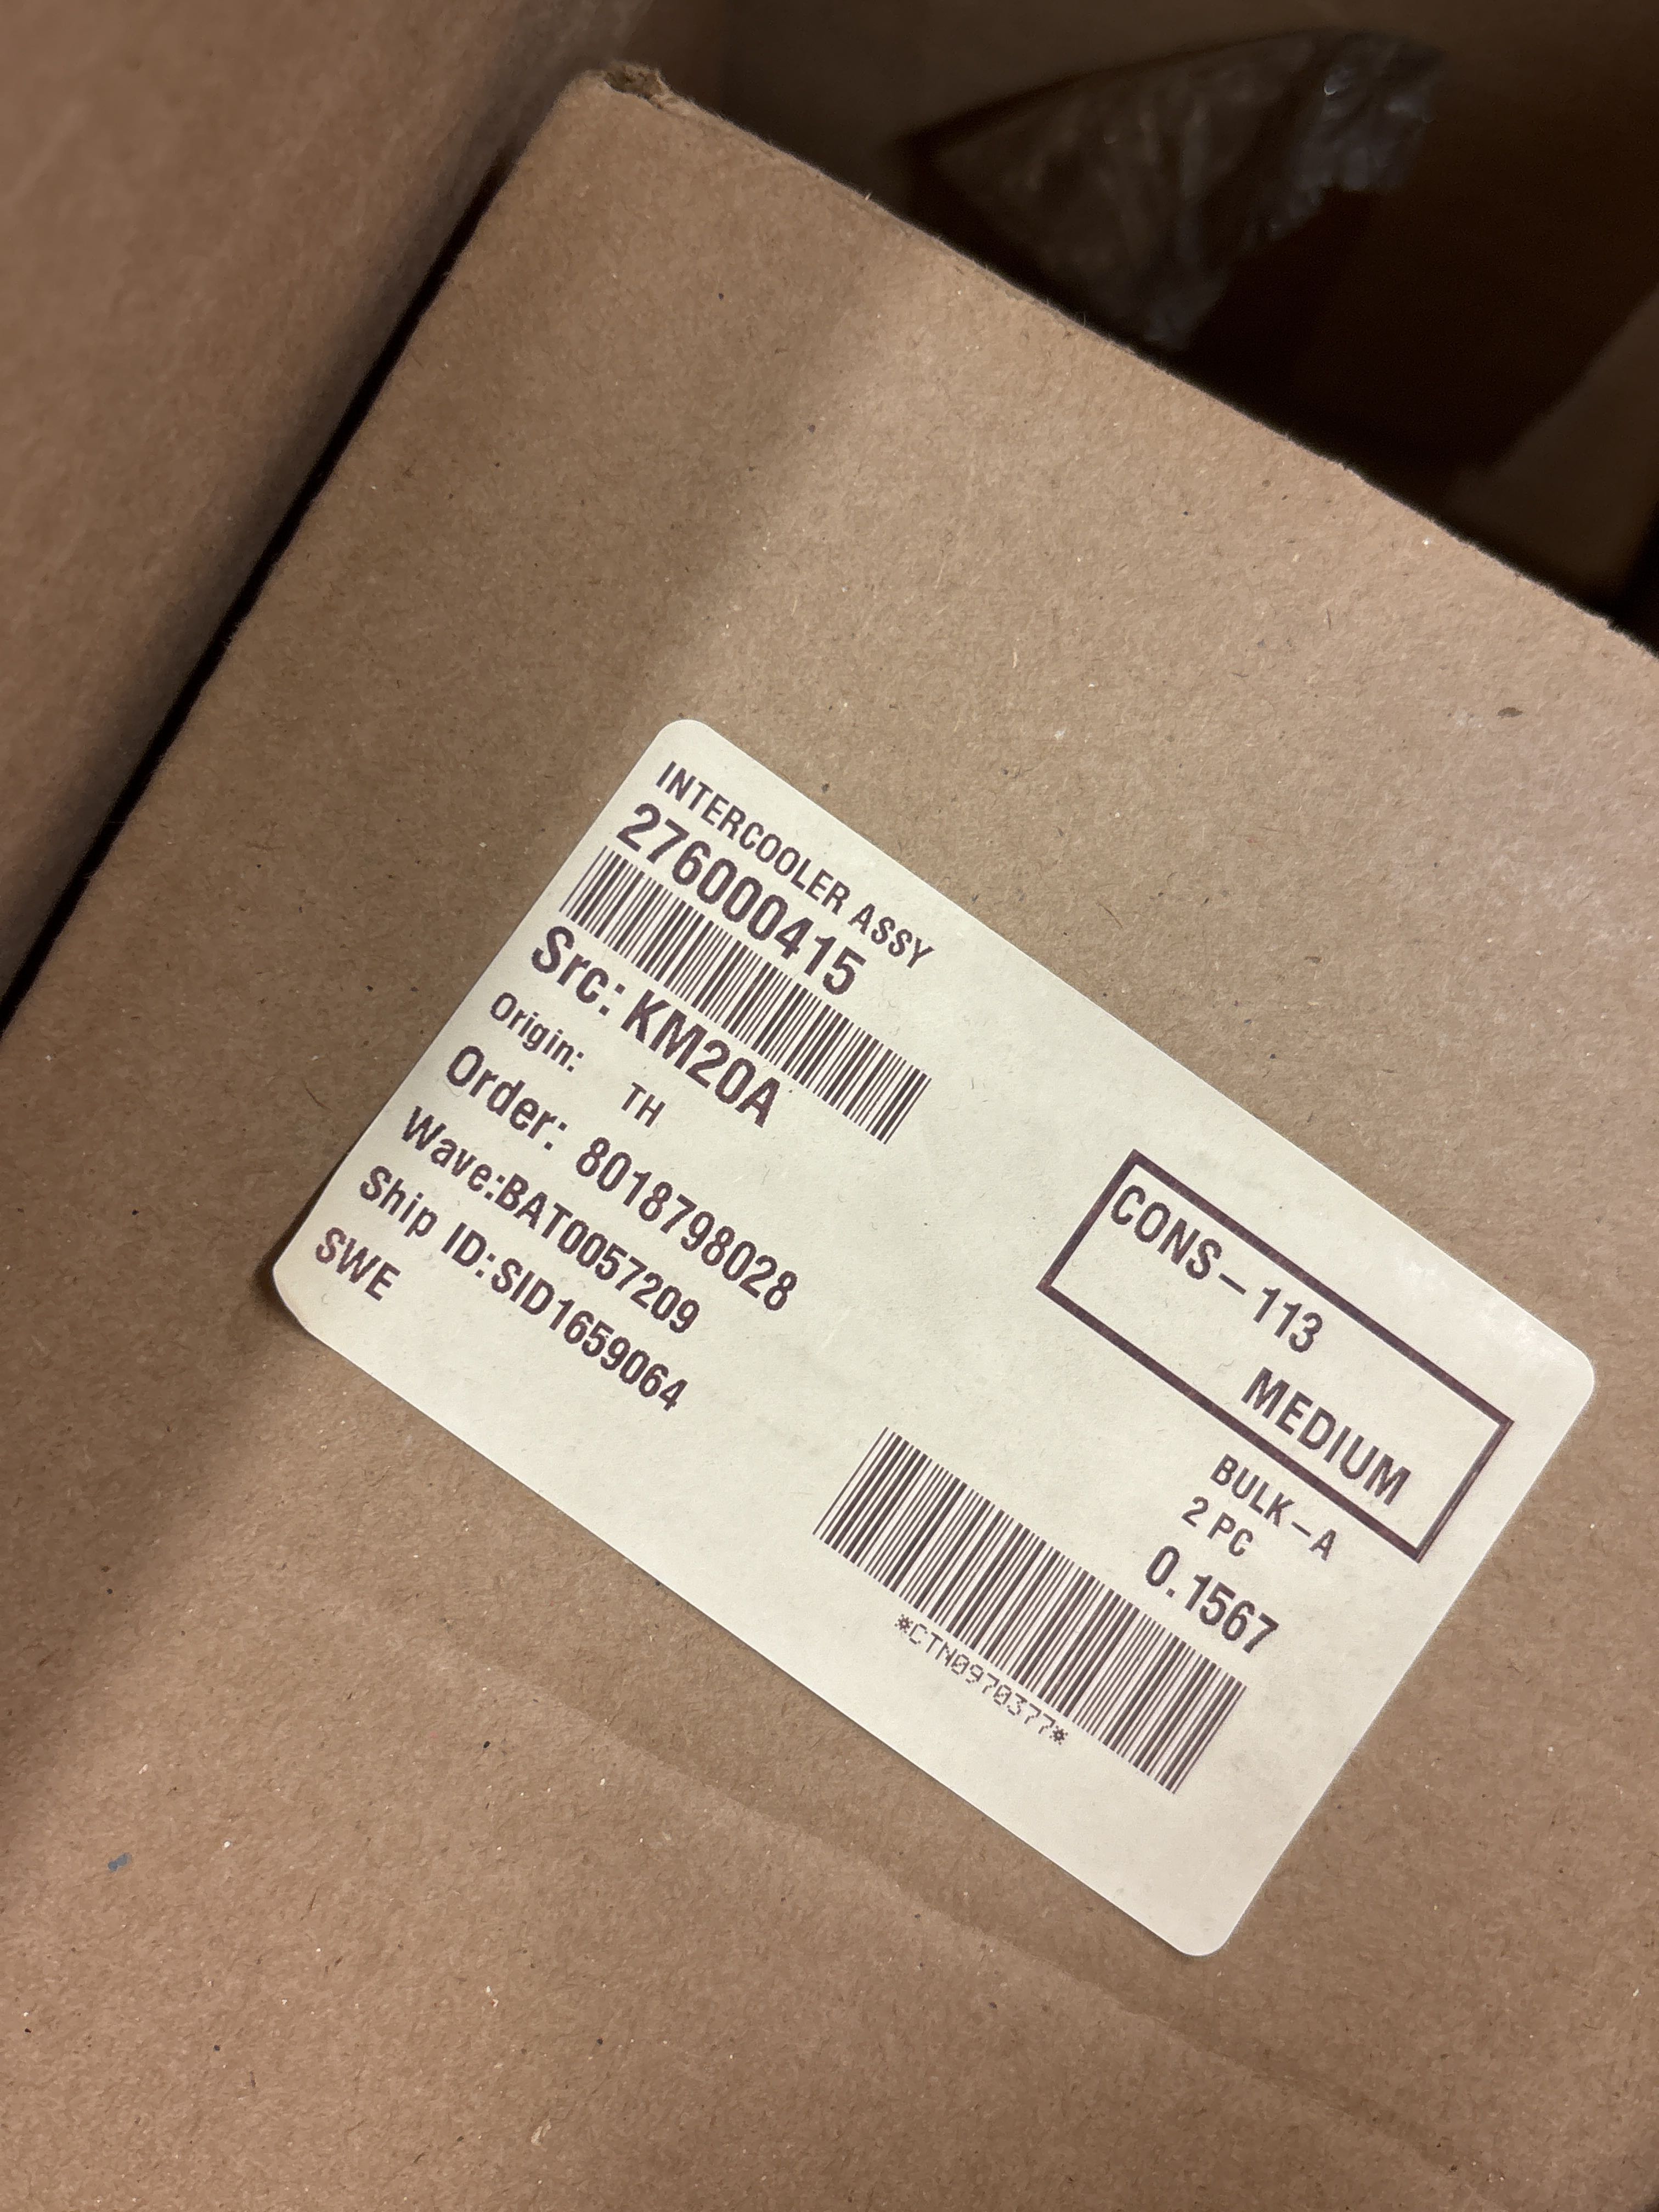 INTERCOOLER ASSY
276000415
Src: KM20A
Origin: TH
Order: 8018798028
Wave:BAT0057209
Ship ID:SID1659064
SWE
CONS-113
MEDIUM
BULK-A
2 PC
0.1567
*CTN0970377*